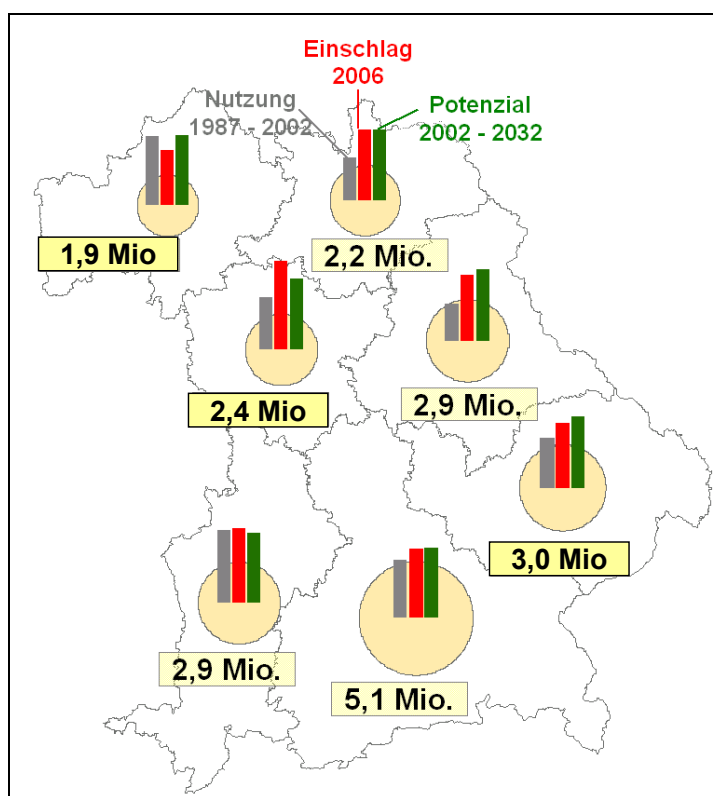 Einschlag
2006
Nutzung
1987 - 2002
Potenzial
2002 - 2032
1,9 Mio
2,2 Mio.
2,4 Mio
2,9 Mio.
3,0 Mio
2,9 Mio.
5,1 Mio.